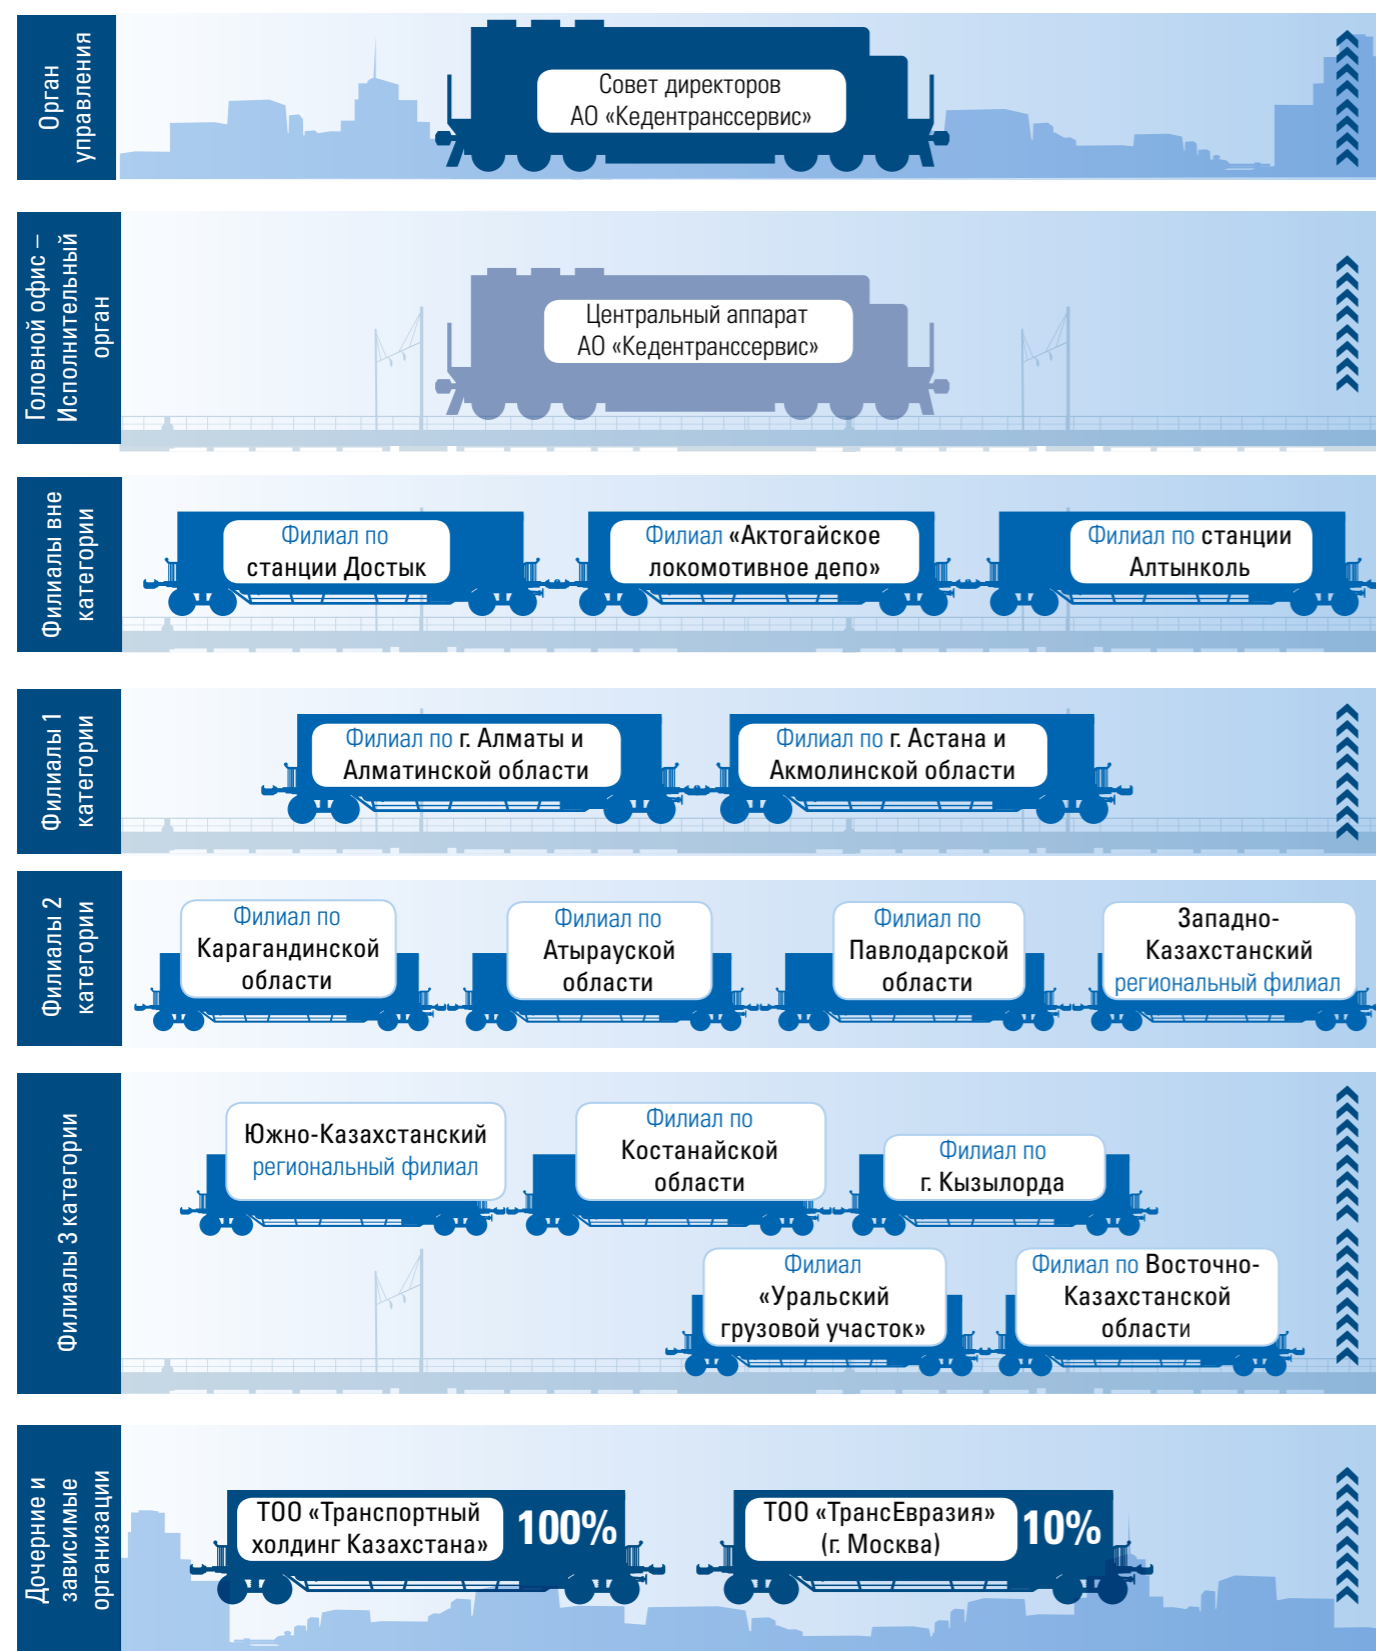 Орган
управления
Совет директоров
АО «Кедентранссервис»
Головной офис –
Исполнительный
орган
Центральный аппарат
АО «Кедентранссервис»
Филиалы вне
категории
Филиал по
станции Достык
Филиал «Актогайское
локомотивное депо»
Филиал по станции
Алтынколь
Филиалы 1
категории
Филиал по г. Алматы и
Алматинской области
Филиал по г. Астана и
Акмолинской области
Филиалы 2
категории
Филиал по
Карагандинской
области
Филиал по
Атырауской
области
Филиал по
Павлодарской
области
Западно-
Казахстанский
региональный филиал
Филиалы 3 категории
Южно-Казахстанский
региональный филиал
Филиал по
Костанайской
области
Филиал по
г. Кызылорда
Филиал
«Уральский
грузовой участок»
Филиал по Восточно-
Казахстанской
области
Дочерние и
зависимые
организации
ТОО «Транспортный
холдинг Казахстана»
100%
ТОО «ТрансЕвразия»
(г. Москва)
10%